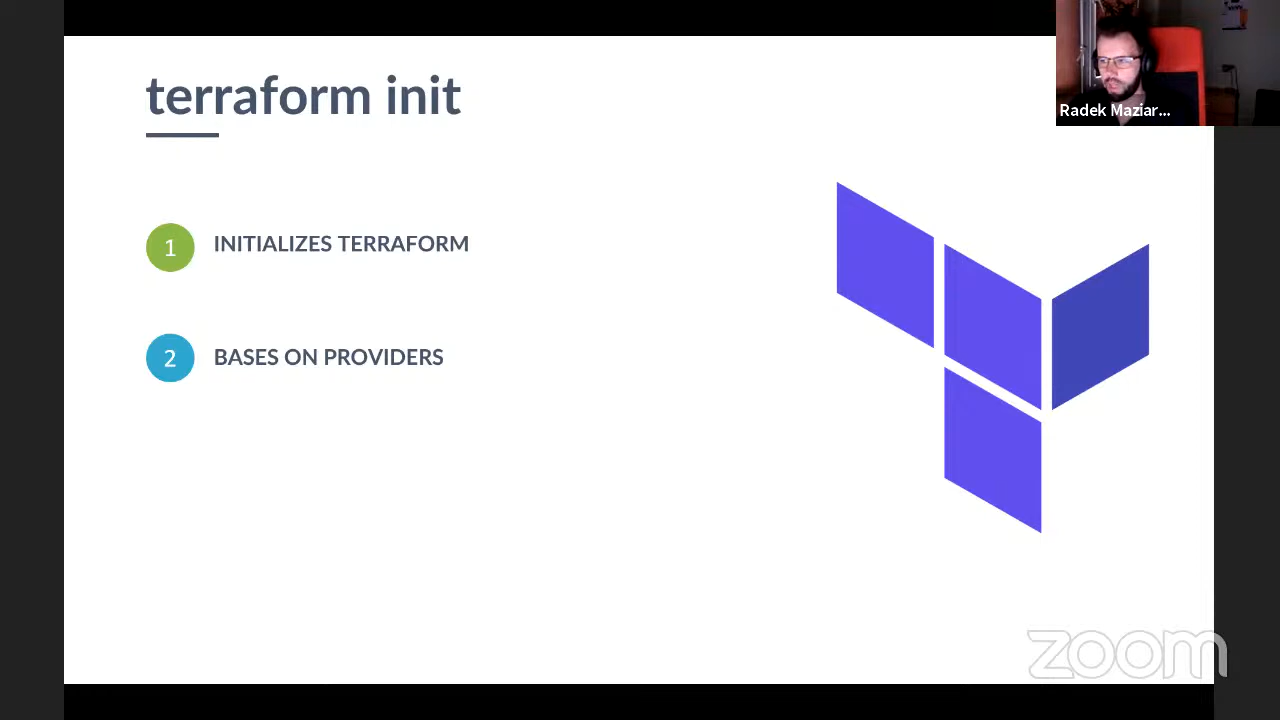 terraform init
Radek Maziar...
1 INITIALIZES TERRAFORM
2 BASES ON PROVIDERS
zoom